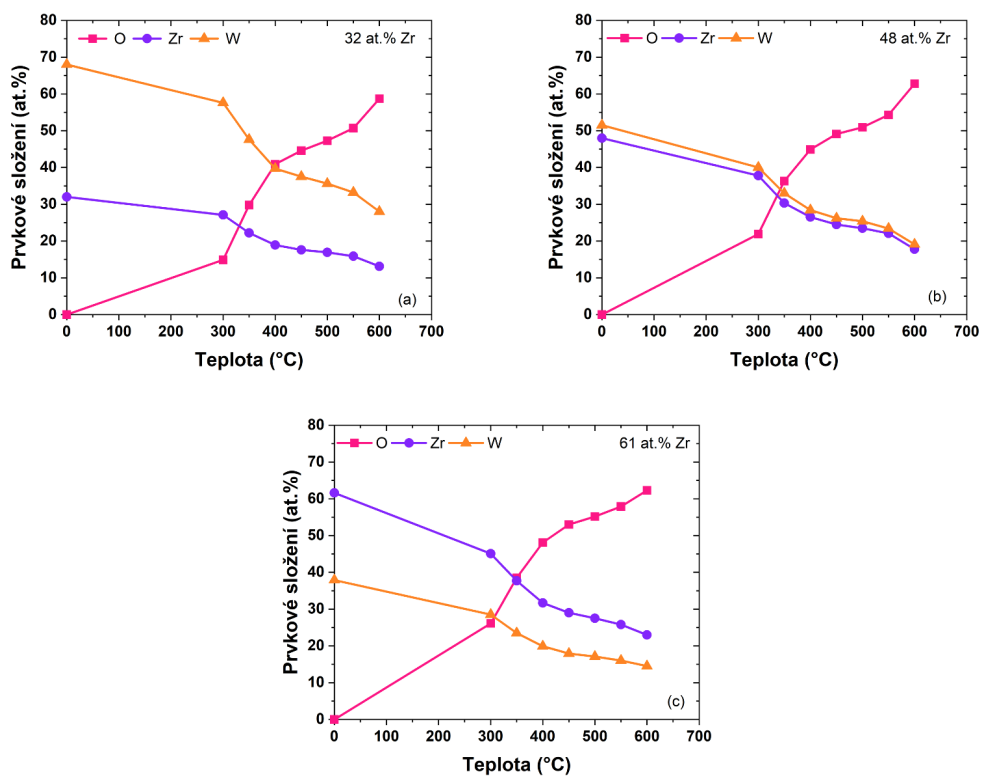 O Zr W 32 at.% Zr
80
70
60
50
40
30
20
10
0
Prvkové složení (at.%)
(a)
0 100 200 300 400 500 600 700
Teplota (°C)
O Zr W 48 at.% Zr
80
70
60
50
40
30
20
10
0
Prvkové složení (at.%)
(b)
0 100 200 300 400 500 600 700
Teplota (°C)
O Zr W 61 at.% Zr
80
70
60
50
40
30
20
10
0
Prvkové složení (at.%)
(c)
0 100 200 300 400 500 600 700
Teplota (°C)